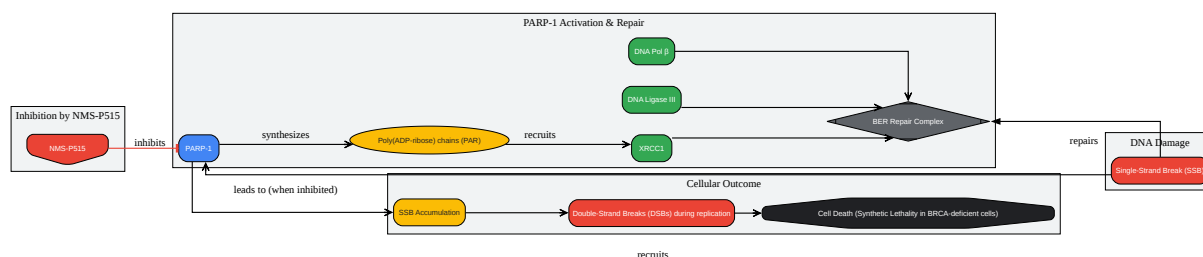 PARP-1 Activation & Repair
DNA Pol β
Inhibition by NMS-P515
DNA Ligase III
BER Repair Complex
NMS-P515
inhibits
PARP-1
synthesizes
Poly(ADP-ribose) chains (PAR)
recruits
XRCC1
repairs
DNA Damage
Single-Strand Break (SSB)
leads to (when inhibited)
Cellular Outcome
SSB Accumulation
Double-Strand Breaks (DSBs) during replication
Cell Death (Synthetic Lethality in BRCA-deficient cells)
recruits